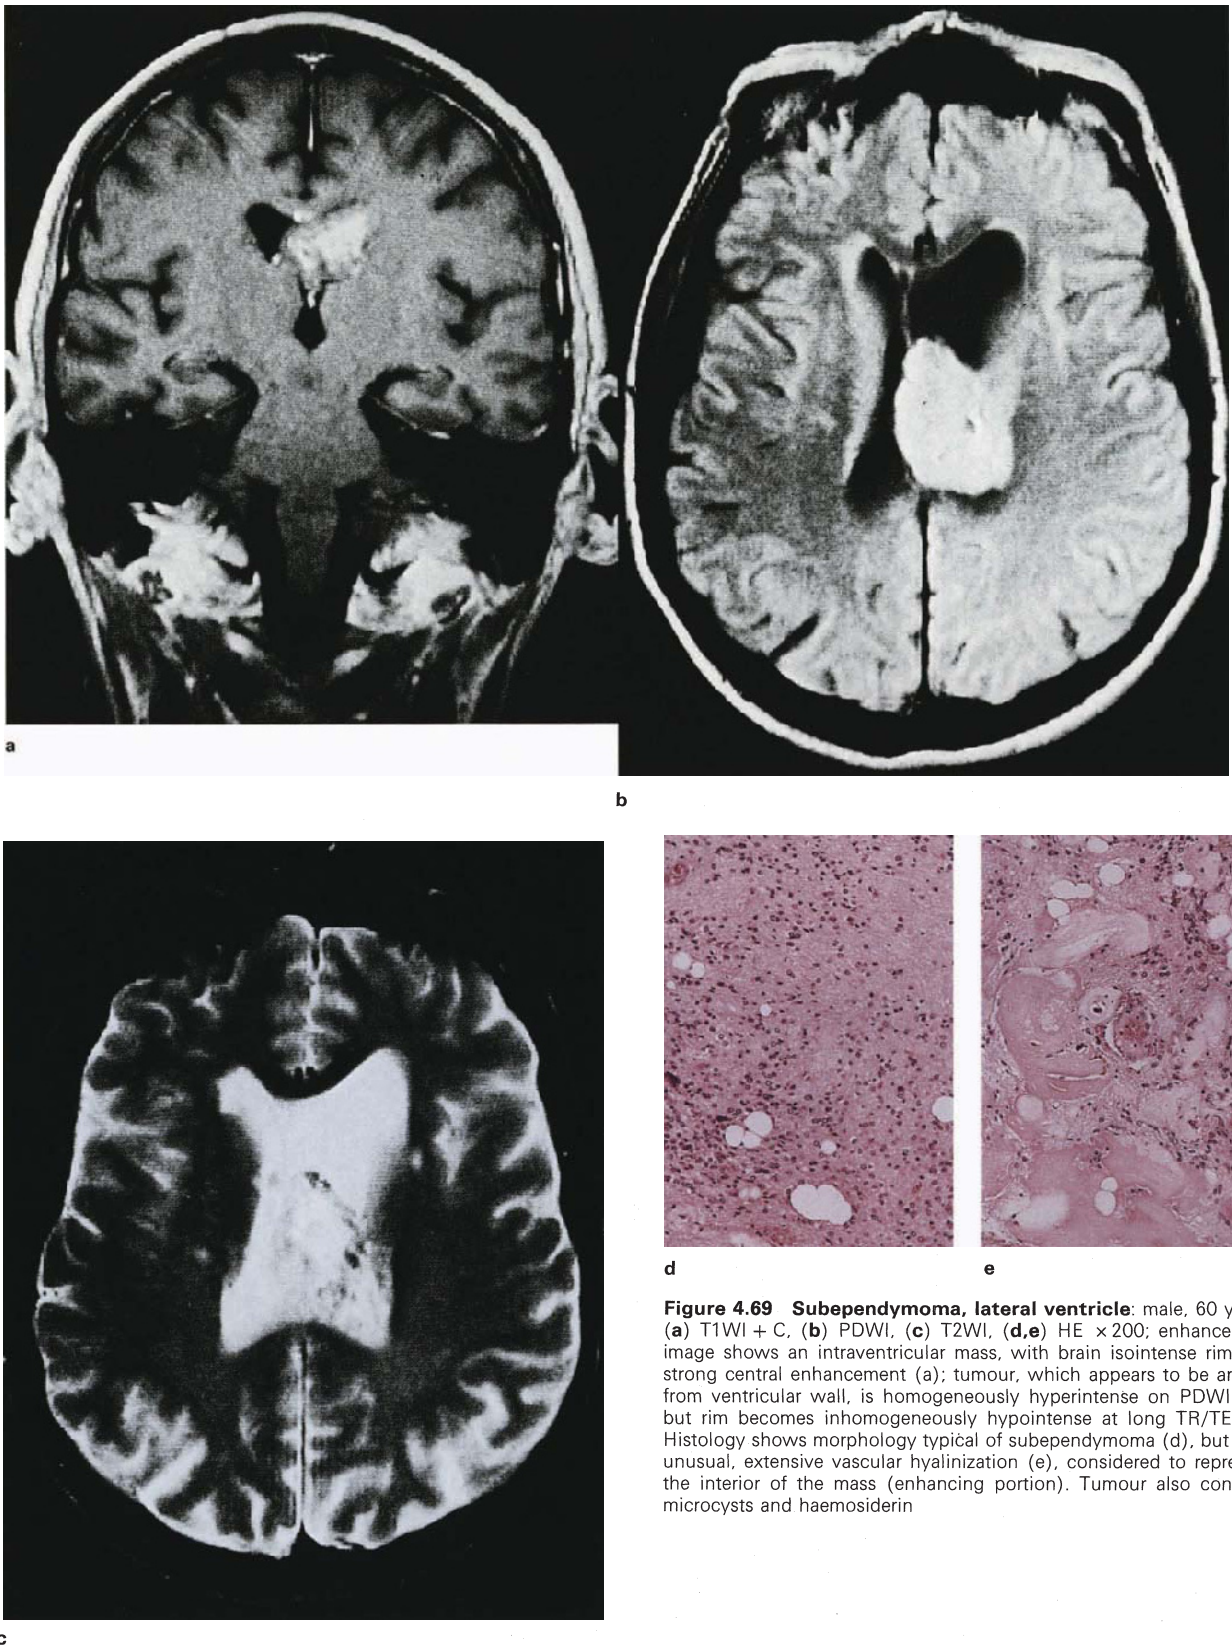 a
b
d
e
Figure 4.69 Subependymoma, lateral ventricle: male, 60 y
(a) T1WI + C, (b) PDWI, (c) T2WI, (d,e) HE ×200; enhance
image shows an intraventricular mass, with brain isointense rim
strong central enhancement (a); tumour, which appears to be ar
from ventricular wall, is homogeneously hyperintense on PDWI
but rim becomes inhomogeneously hypointense at long TR/TE
Histology shows morphology typical of subependymoma (d), but
unusual, extensive vascular hyalinization (e), considered to repre
the interior of the mass (enhancing portion). Tumour also con
microcysts and haemosiderin
c